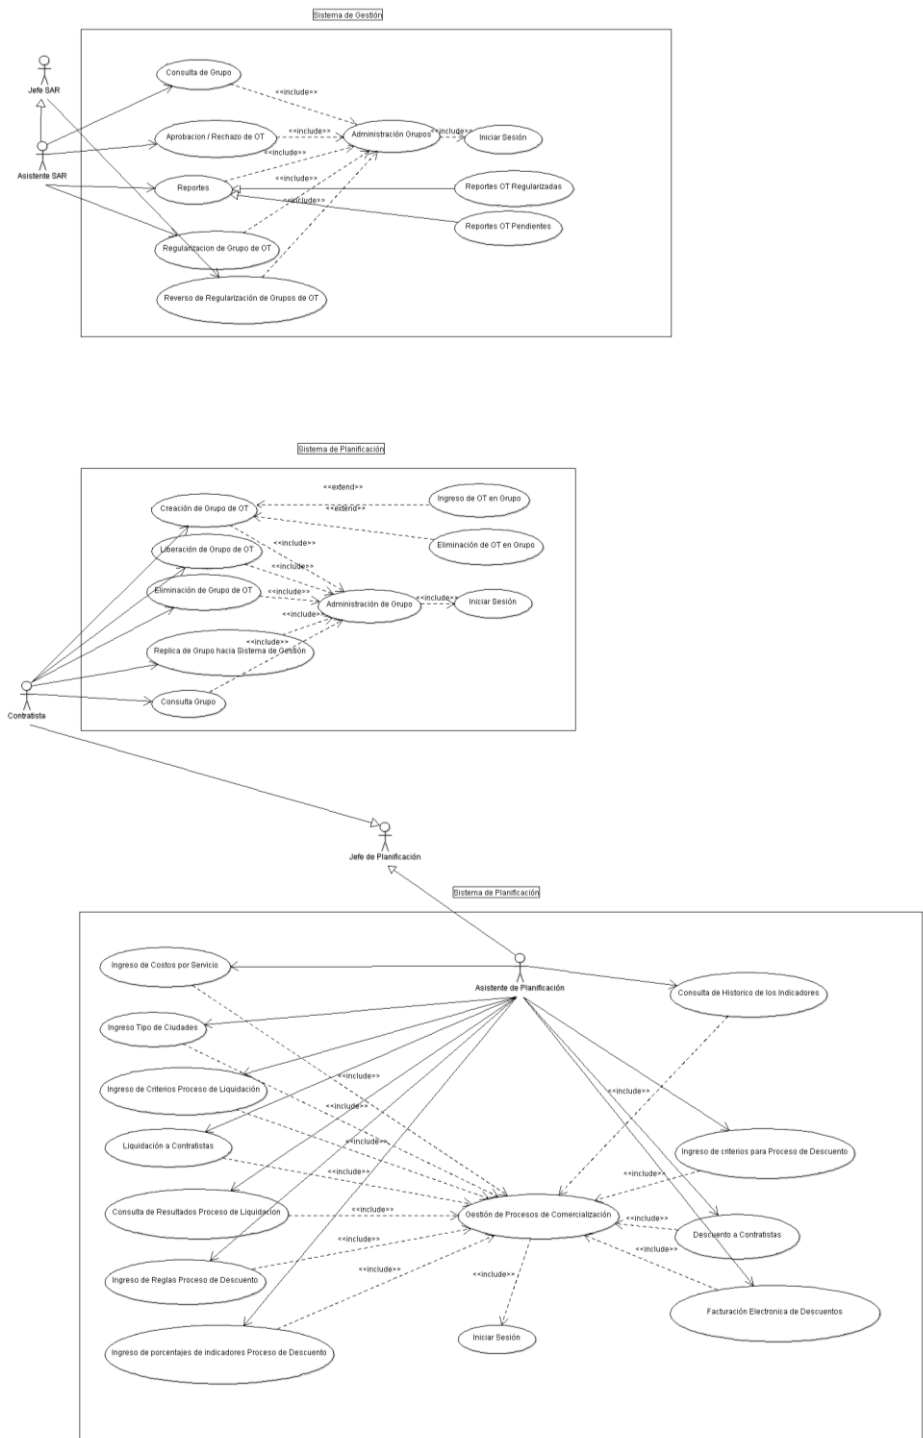 Sistema de Gestión
Jefe SAR
Asistente SAR
Consulta de Grupo
<<include>>
Aprobacion / Rechazo de OT
<<include>>
Administración Grupos
<<include>>
Iniciar Sesión
<<include>>
Reportes
<<include>>
Reportes OT Regularizadas
<<include>>
Reportes OT Pendientes
Regularizacion de Grupo de OT
Reverso de Regularización de Grupos de OT
Sistema de Planificación
<<extend>>
Ingreso de OT en Grupo
Creación de Grupo de OT
<<extend>>
Eliminación de OT en Grupo
Liberación de Grupo de OT
<<include>>
<<include>>
Eliminación de Grupo de OT
<<include>>
Administración de Grupo
<<include>>
Iniciar Sesión
<<include>>
<<include>>
Replica de Grupo hacia Sistema de Gestión
Consulta Grupo
Contratista
Jefe de Planificación
Sistema de Planificación
Ingreso de Costos por Servicio
Asistente de Planificación
Consulta de Historico de los Indicadores
Ingreso Tipo de Ciudades
<<include>>
<<include>>
Ingreso de Criterios Proceso de Liquidación
<<include>>
<<include>>
Liquidación a Contratistas
<<include>>
Ingreso de criterios para Proceso de Descuento
<<include>>
<<include>>
Consulta de Resultados Proceso de Liquidación
<<include>>
Gestión de Procesos de Comercialización
<<include>>
Descuento a Contratistas
<<include>>
<<include>>
Ingreso de Reglas Proceso de Descuento
<<include>>
<<include>>
Facturación Electronica de Descuentos
Iniciar Sesión
Ingreso de porcentajes de indicadores Proceso de Descuento